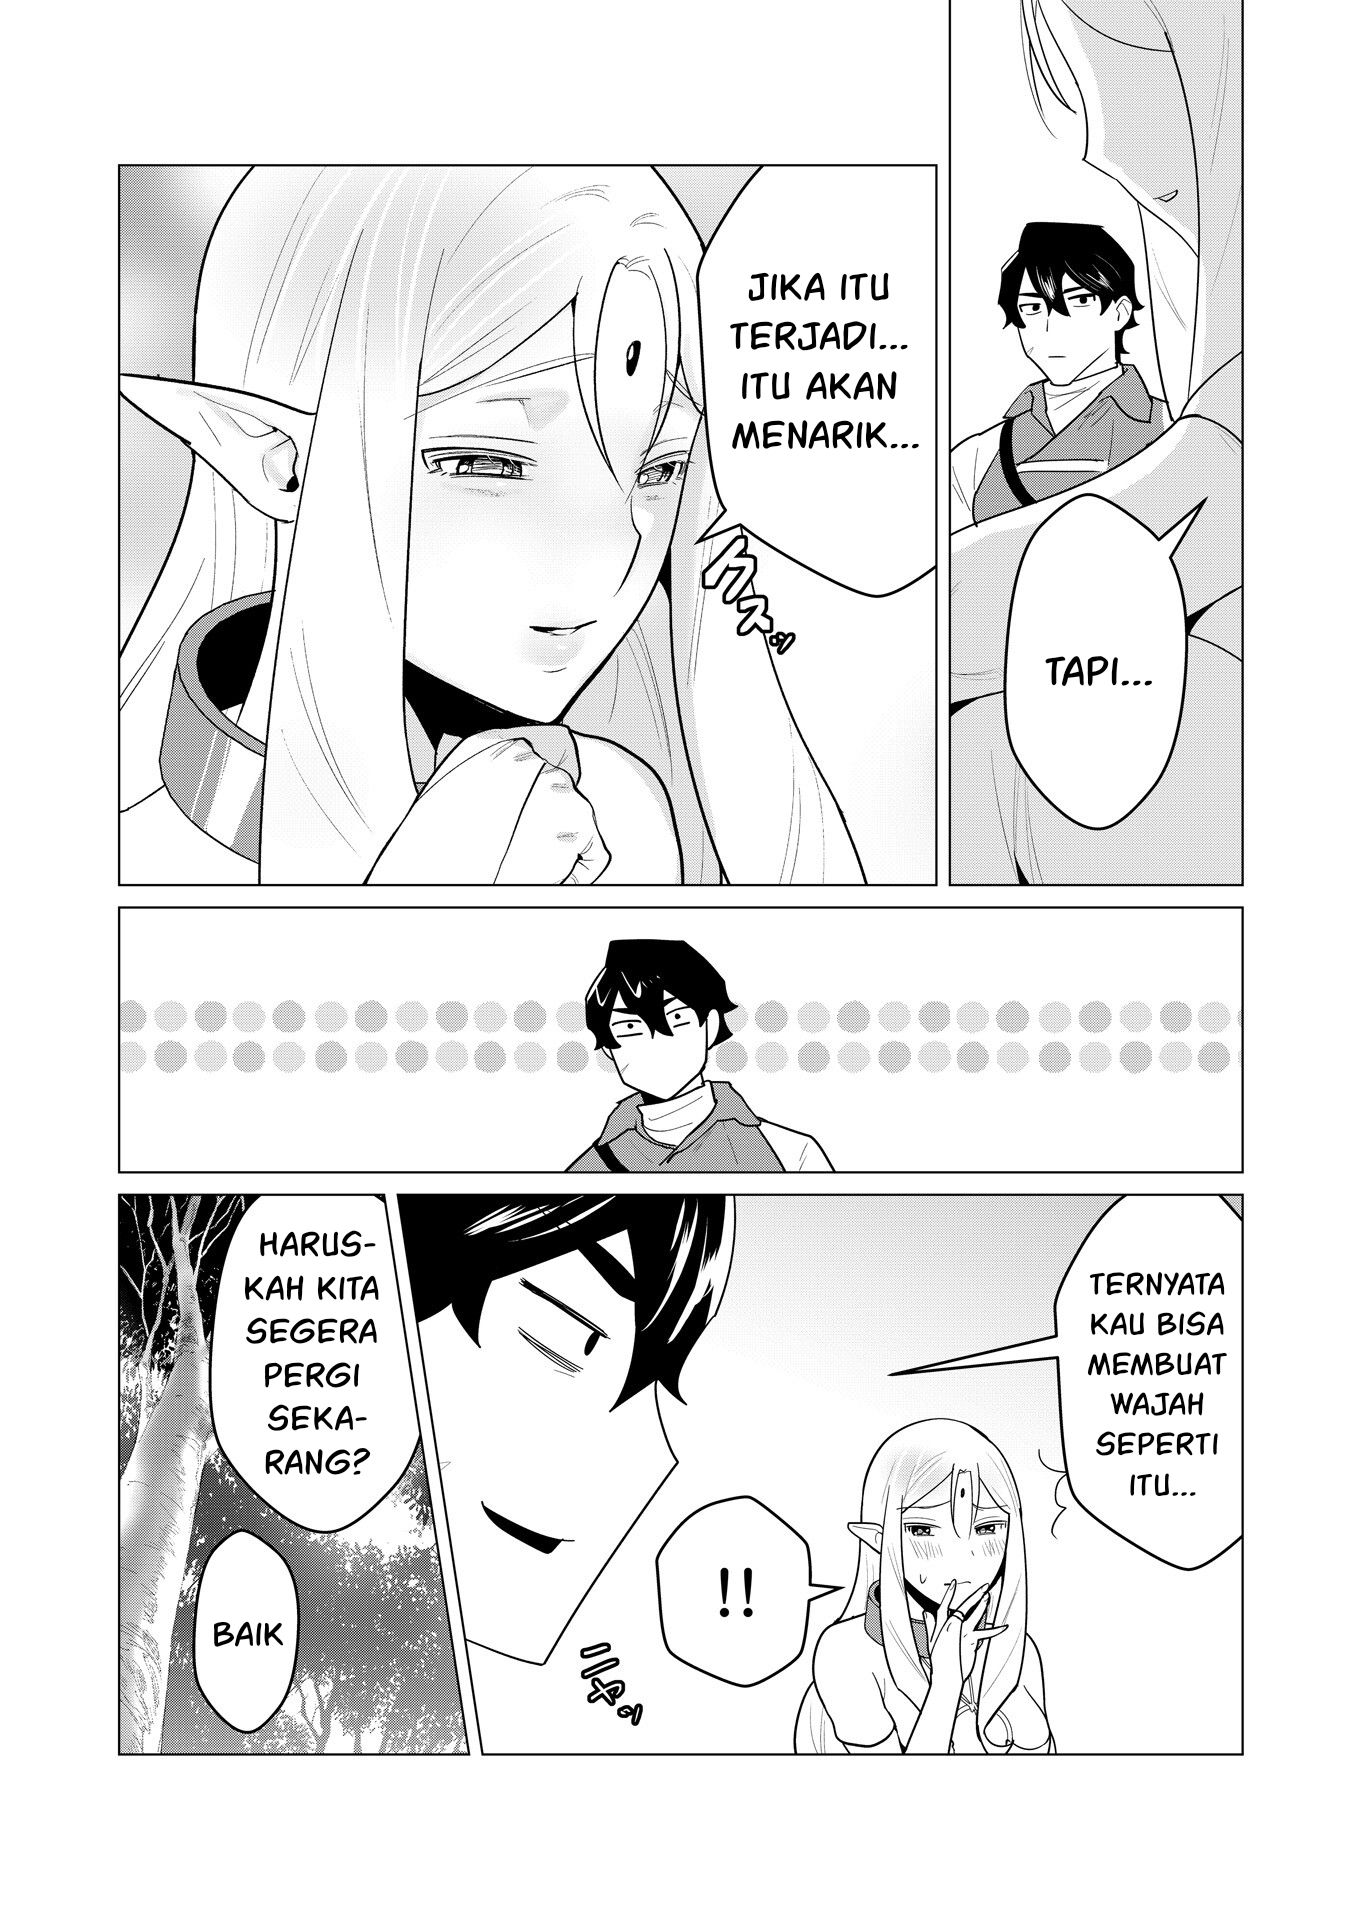 TAPI...
JIKA ITU
TERJADI...
ITU AKAN
MENARIK...
クスッ
TERNYATA
KAU BISA
MEMBUAT
WAJAH
SEPERTI
ITU...
!!
ニヤッ
HARUS-
KAH KITA
SEGERA
PERGI
SEKA-
RANG?
BAIK